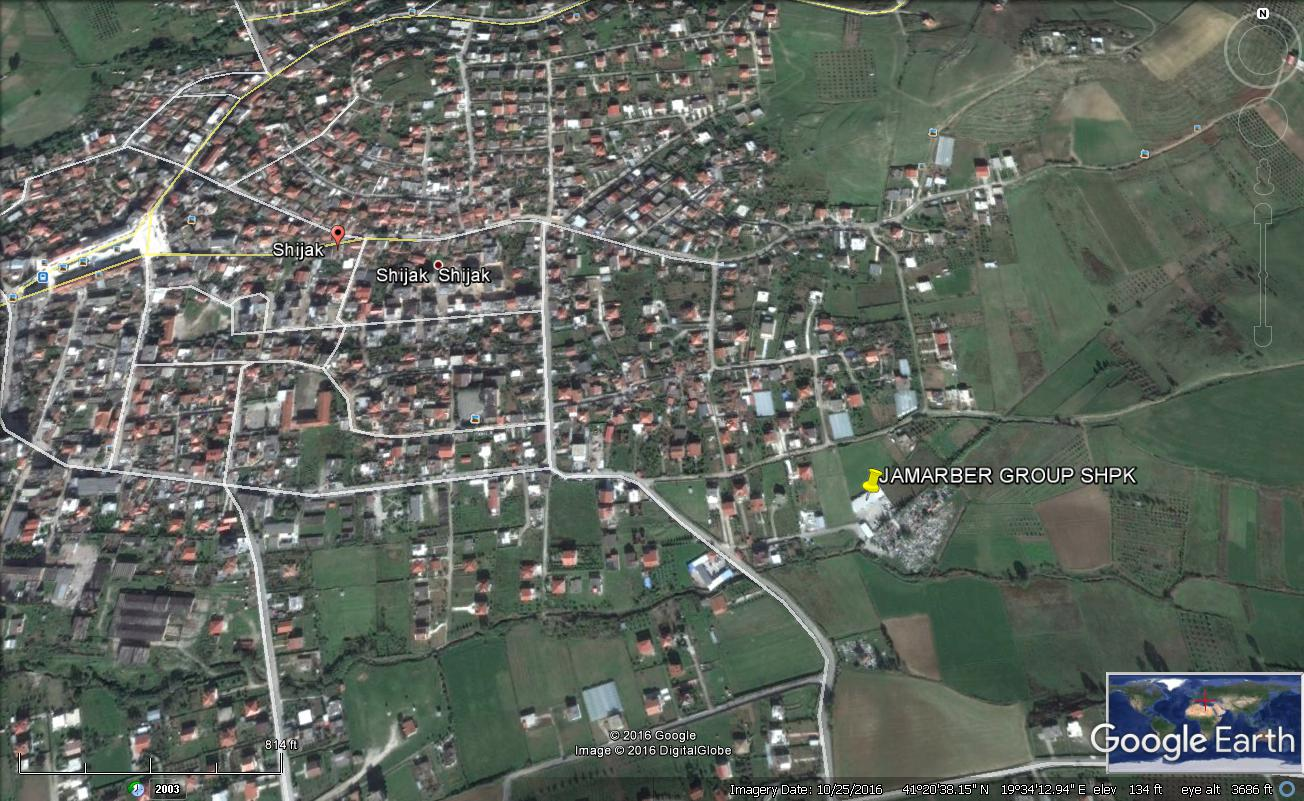 N
Shijak
Shijak Shijak
JAMARBER GROUP SHPK
814 ft
© 2016 Google
Image © 2016 DigitalGlobe
Google Earth
2003
Imagery Date: 10/25/2016 41°20'38.15" N 19°34'12.94" E elev 134 ft eye alt 3686 ft